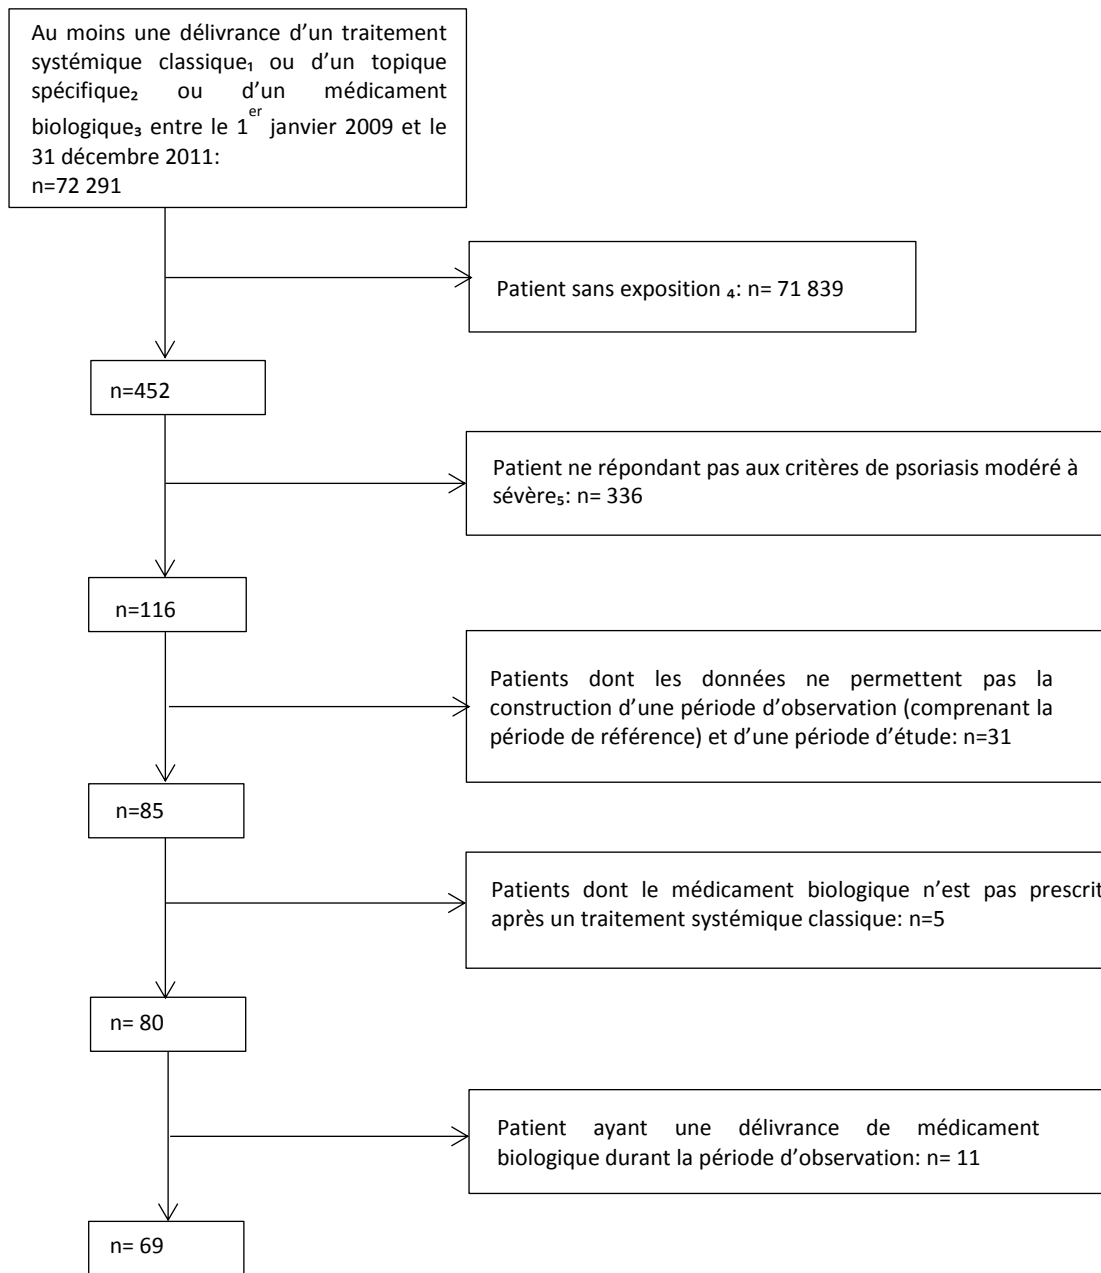 Au moins une délivrance d’un traitement
systémique classique₁ ou d’un topique
spécifique₂ ou d’un médicament
biologique₃ entre le 1er janvier 2009 et le
31 décembre 2011:
n=72 291
Patient sans exposition ₄: n= 71 839
n=452
Patient ne répondant pas aux critères de psoriasis modéré à
sévère₅: n= 336
n=116
Patients dont les données ne permettent pas la
construction d’une période d’observation (comprenant la
période de référence) et d’une période d’étude: n=31
n=85
Patients dont le médicament biologique n’est pas prescrit
après un traitement systémique classique: n=5
n= 80
Patient ayant une délivrance de médicament
biologique durant la période d’observation: n= 11
n= 69